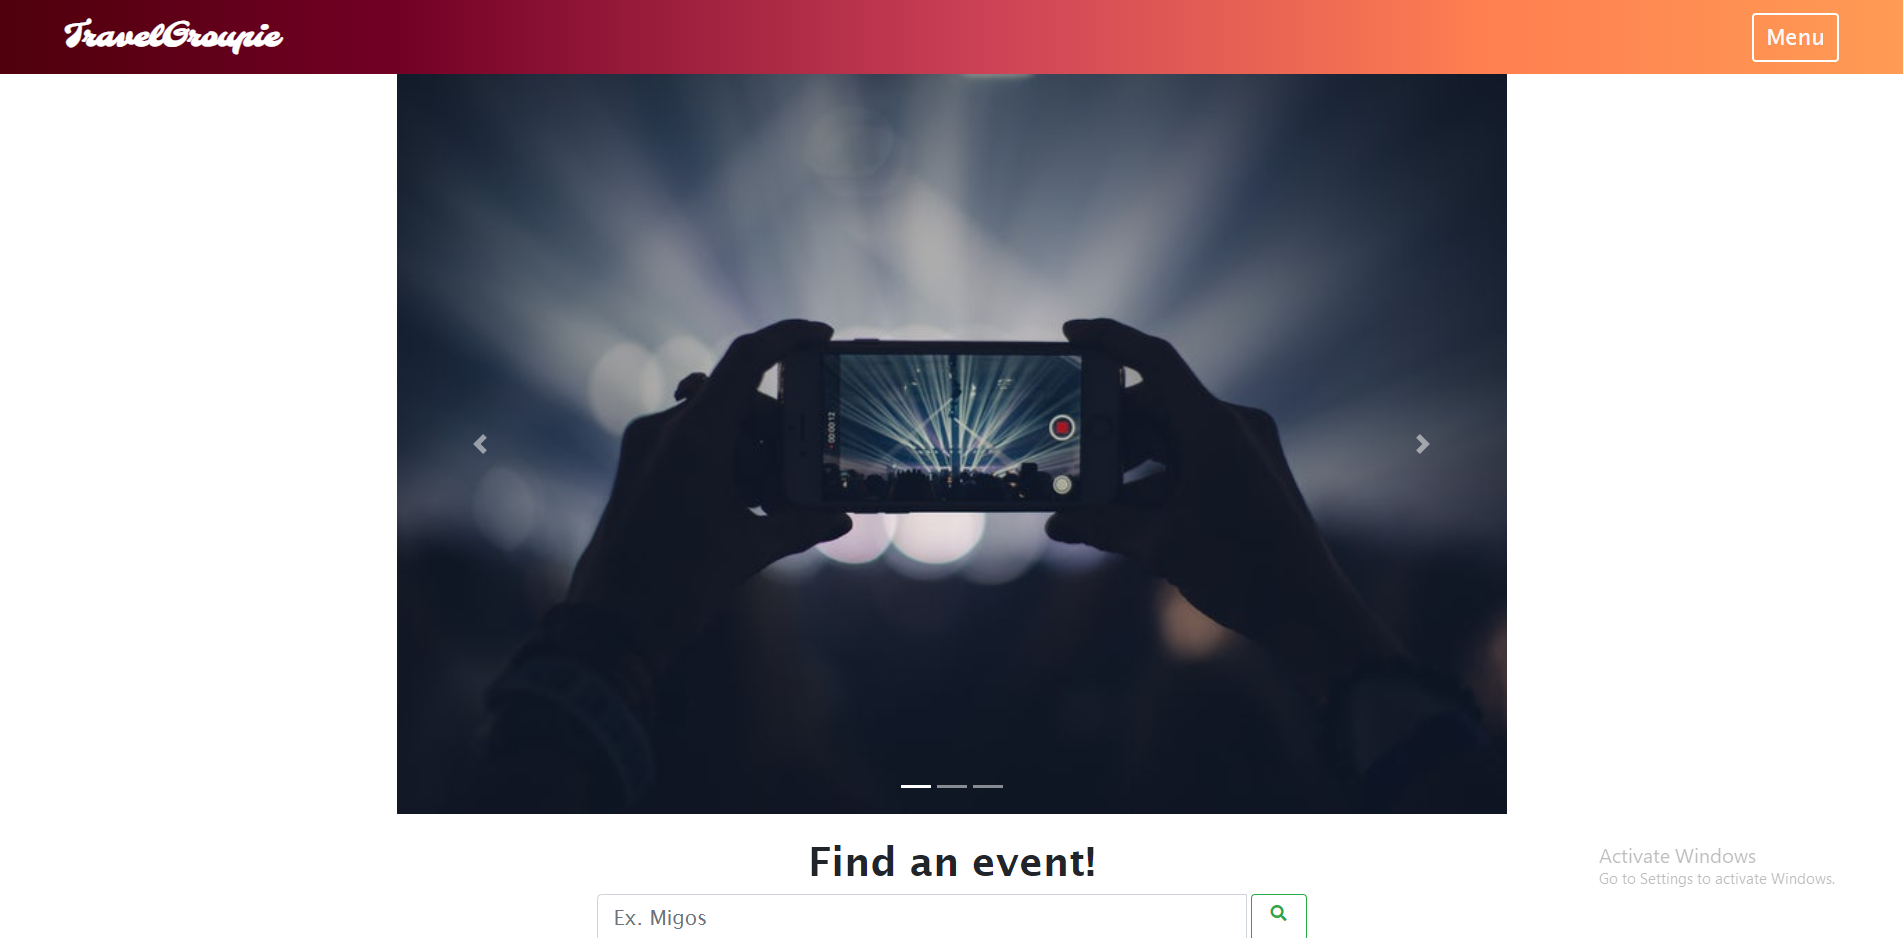 TravelGroupie
Menu
00:00:12
Find an event!
Ex. Migos
Activate Windows
Go to Settings to activate Windows.